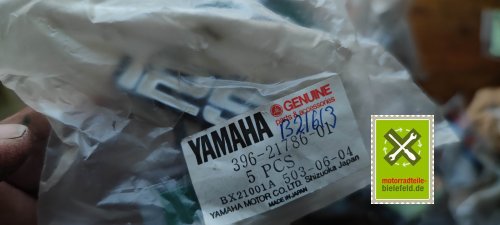 GENUINE
parts & accessories
YAMAHA
1321613
396-21786-01
5 PCS
BX21001A 503-06-04
YAMAHA MOTOR CO.,LTD. Shizuoka Japan
MADE IN JAPAN
motorradteile-
bielefeld.de